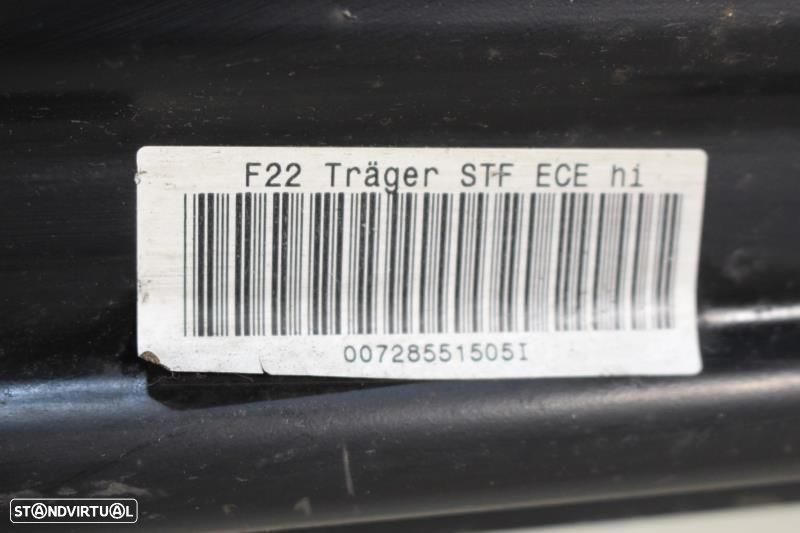 F22 Träger STF ECE hi
00728551505I
STANDVIRTUAL